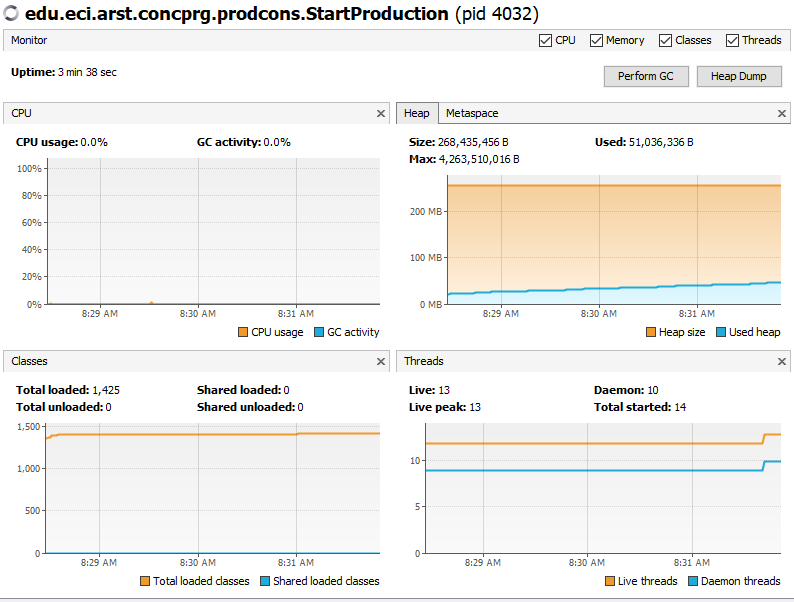 edu.eci.arst.concprg.prodcons.StartProduction (pid 4032)
Monitor CPU Memory Classes Threads
Uptime: 3 min 38 sec Perform GC Heap Dump
CPU
CPU usage: 0.0% GC activity: 0.0%
100%
80%
60%
40%
20%
0%
8:29 AM 8:30 AM 8:31 AM
CPU usage GC activity
Heap Metaspace
Size: 268,435,456 B Used: 51,036,336 B
Max: 4,263,510,016 B
200 MB
100 MB
0 MB
8:29 AM 8:30 AM 8:31 AM
Heap size Used heap
Classes
Total loaded: 1,425 Shared loaded: 0
Total unloaded: 0 Shared unloaded: 0
1,500
1,000
500
0
8:29 AM 8:30 AM 8:31 AM
Total loaded classes Shared loaded classes
Threads
Live: 13 Daemon: 10
Live peak: 13 Total started: 14
10
5
0
8:29 AM 8:30 AM 8:31 AM
Live threads Daemon threads